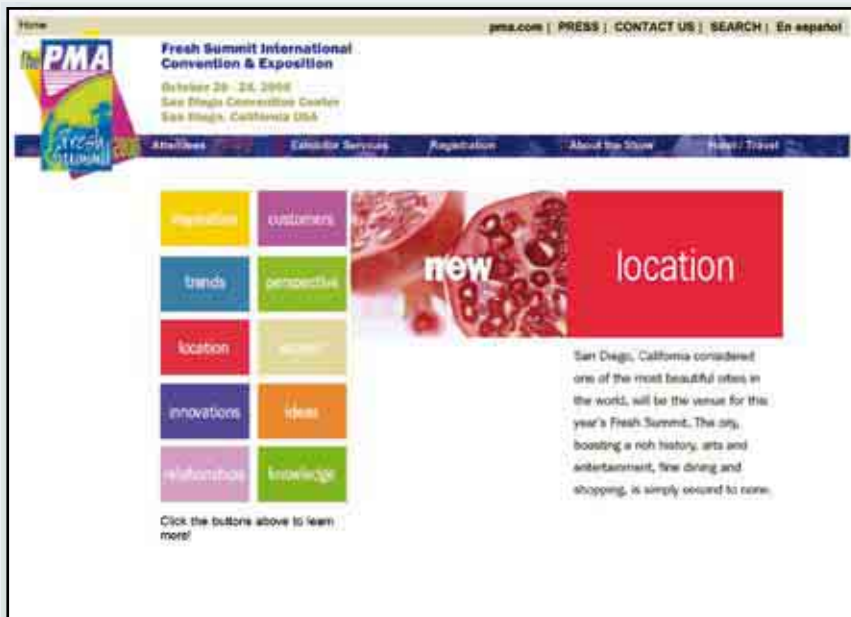 Home
pma.com | PRESS | CONTACT US | SEARCH | En español
The PMA
Fresh Summit
Fresh Summit International
Convention & Exposition
October
San Diego Convention Center
San Diego, California USA
Attendees Exhibitor Services Registration About the Show Hotel / Travel
inspiration customers
trends perspective
location
innovations ideas
relationships knowledge
Click the buttons above to learn
more!
new
location
San Diego, California considered
one of the most beautiful cities in
the world, will be the venue for this
year's Fresh Summit. The city,
boasting a rich history, arts and
entertainment, fine dining and
shopping, is simply second to none.